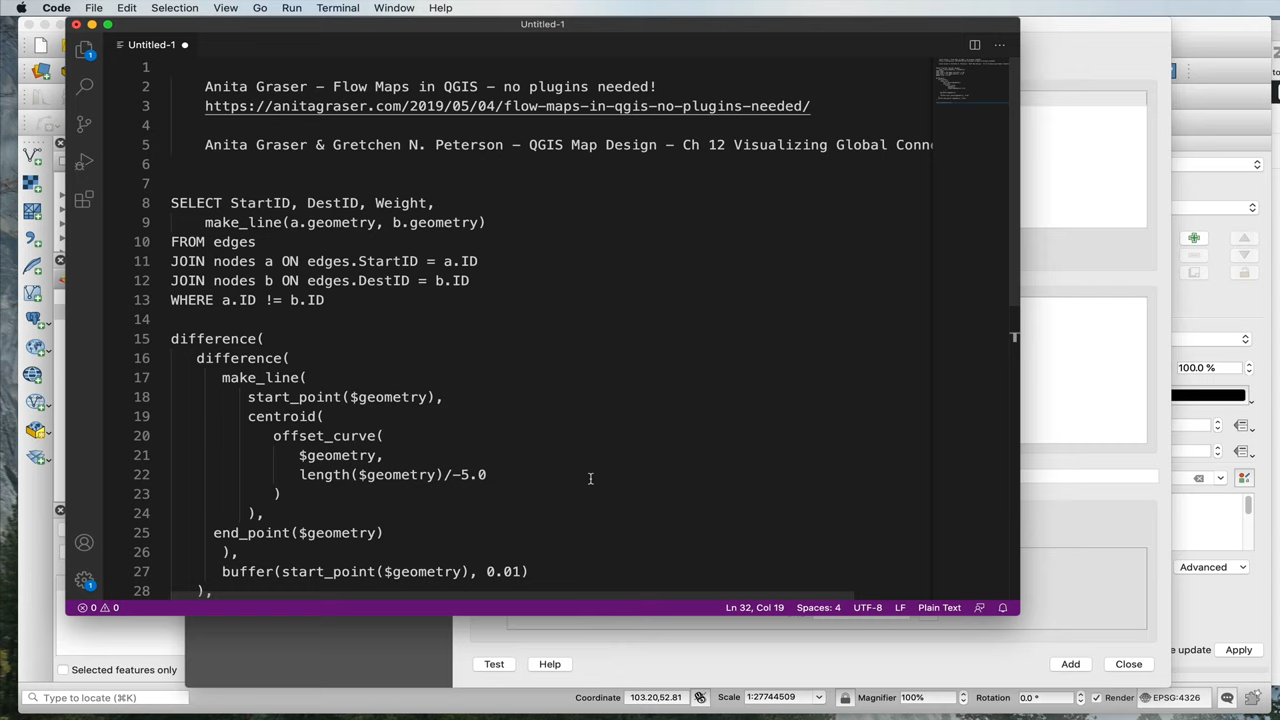 Code File Edit Selection View Go Run Terminal Window Help
Untitled-1
Untitled-1
1
2 Anita Graser – Flow Maps in QGIS – no plugins needed!
3 https://anitagraser.com/2019/05/04/flow-maps-in-qgis-no-plugins-needed/
4
5 Anita Graser & Gretchen N. Peterson – QGIS Map Design – Ch 12 Visualizing Global Conne
6
7
8 SELECT StartID, DestID, Weight,
9 make_line(a.geometry, b.geometry)
10 FROM edges
11 JOIN nodes a ON edges.StartID = a.ID
12 JOIN nodes b ON edges.DestID = b.ID
13 WHERE a.ID != b.ID
14
15 difference(
16 difference(
17 make_line(
18 start_point($geometry),
19 centroid(
20 offset_curve(
21 $geometry,
22 length($geometry)/-5.0
23 )
24 ),
25 end_point($geometry)
26 ),
27 buffer(start_point($geometry), 0.01)
28 ),
100.0 %
Advanced
0 0 Ln 32, Col 19 Spaces: 4 UTF-8 LF Plain Text
e update Apply
Selected features only
Test Help Add Close
Type to locate (⌘K) Coordinate 103.20,52.81 Scale 1:27744509 Magnifier 100% Rotation 0.0 ° Render EPSG:4326